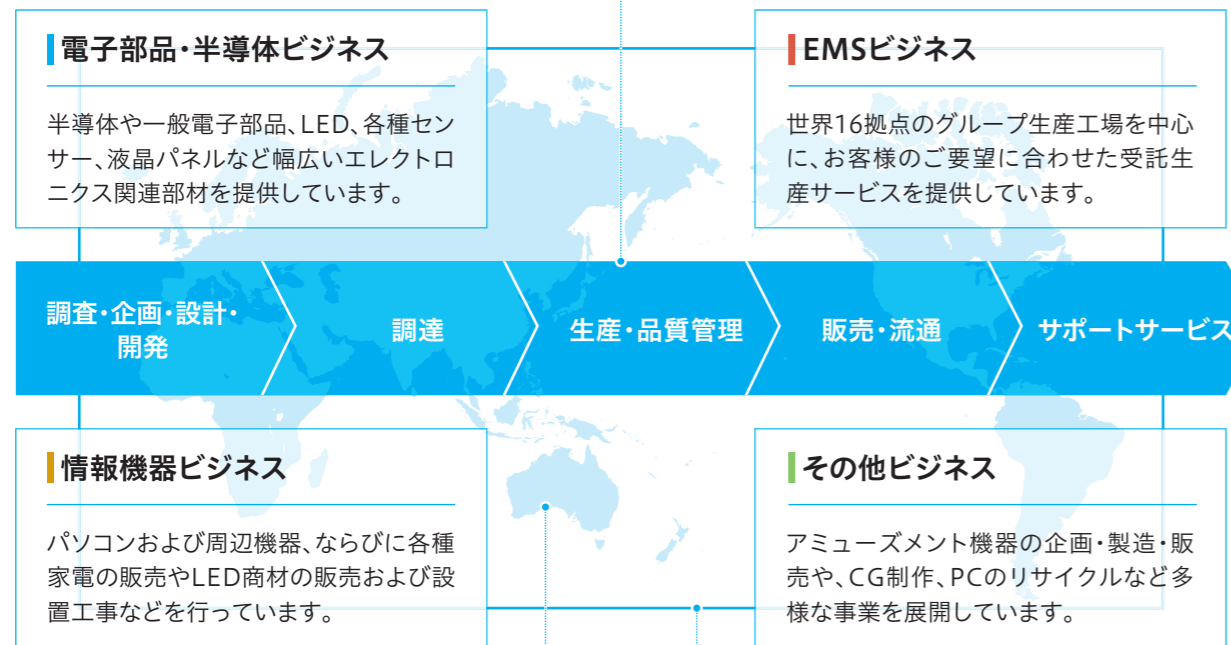 電子部品・半導体ビジネス
半導体や一般電子部品、LED、各種セン
サー、液晶パネルなど幅広いエレクトロ
ニクス関連部材を提供しています。
EMSビジネス
世界16拠点のグループ生産工場を中心
に、お客様のご要望に合わせた受託生
産サービスを提供しています。
調査・企画・設計・
開発
調達
生産・品質管理
販売・流通
サポートサービス
情報機器ビジネス
パソコンおよび周辺機器、ならびに各種
家電の販売やLED商材の販売および設
置工事などを行っています。
その他ビジネス
アミューズメント機器の企画・製造・販
売や、CG制作、PCのリサイクルなど多
様な事業を展開しています。